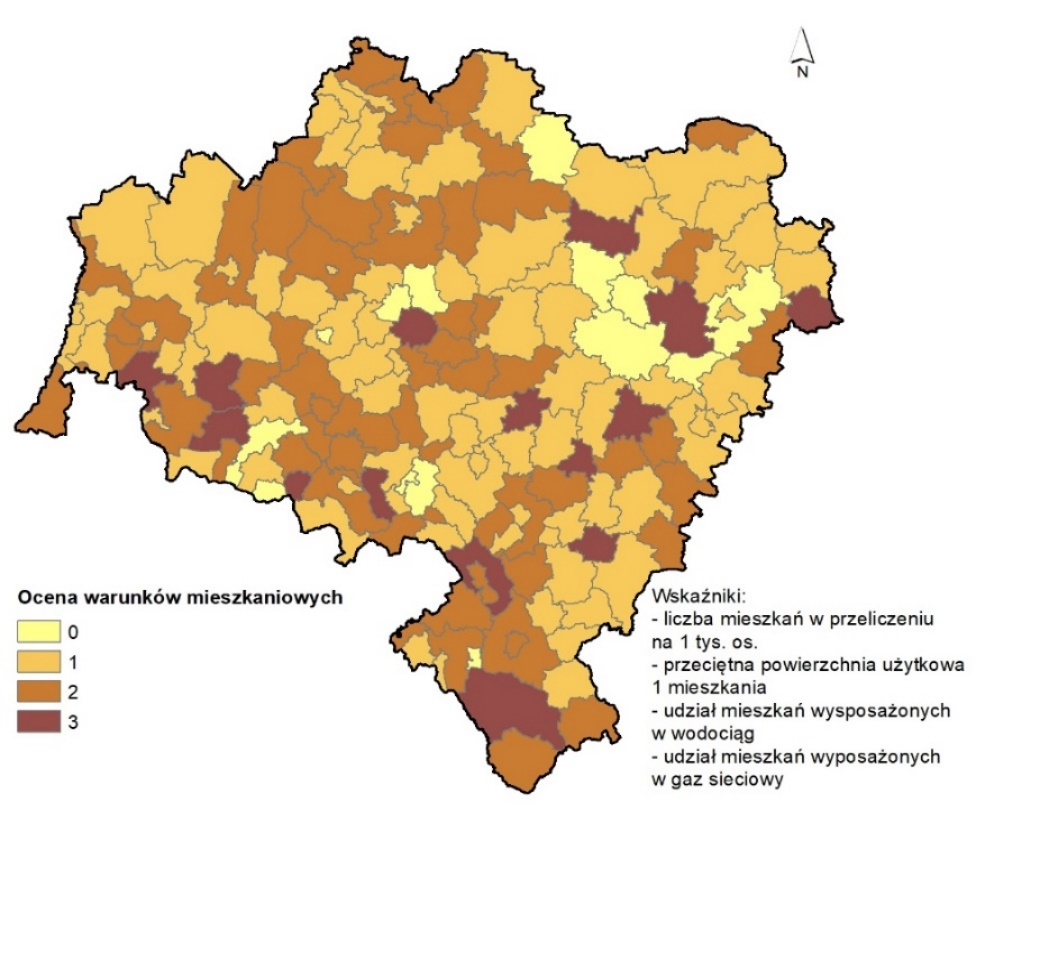 N
Ocena warunków mieszkaniowych
0
1
2
3
Wskaźniki:
- liczba mieszkań w przeliczeniu
na 1 tys. os.
- przeciętna powierzchnia użytkowa
1 mieszkania
- udział mieszkań wysposażonych
w wodociąg
- udział mieszkań wyposażonych
w gaz sieciowy